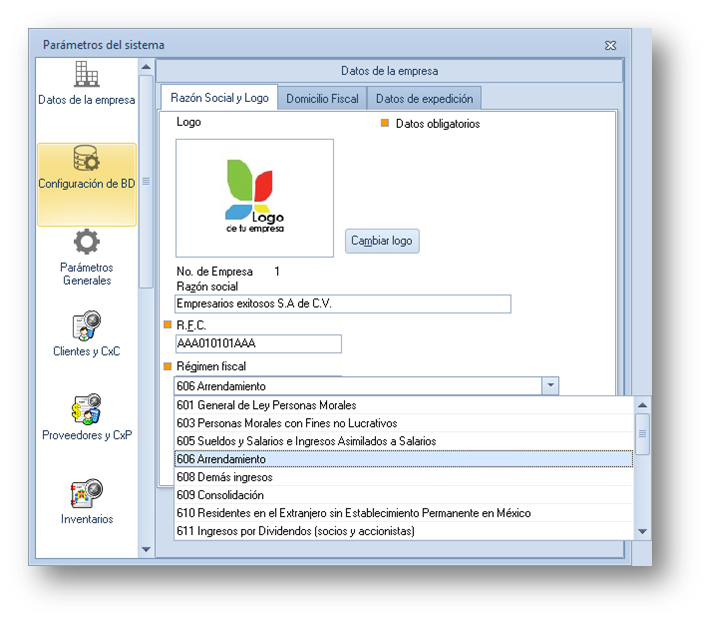 Parámetros del sistema
Datos de la empresa
Configuración de BD
Parámetros
Generales
Clientes y CxC
Proveedores y CxP
Inventarios
Datos de la empresa
Razón Social y Logo
Domicilio Fiscal
Datos de expedición
Logo
Datos obligatorios
Logo
de tu empresa
Cambiar logo
No. de Empresa 1
Razón social
Empresarios exitosos S.A de C.V.
R.F.C.
AAA010101AAA
Régimen fiscal
606 Arrendamiento
601 General de Ley Personas Morales
603 Personas Morales con Fines no Lucrativos
605 Sueldos y Salarios e Ingresos Asimilados a Salarios
606 Arrendamiento
608 Demás ingresos
609 Consolidación
610 Residentes en el Extranjero sin Establecimiento Permanente en México
611 Ingresos por Dividendos (socios y accionistas)